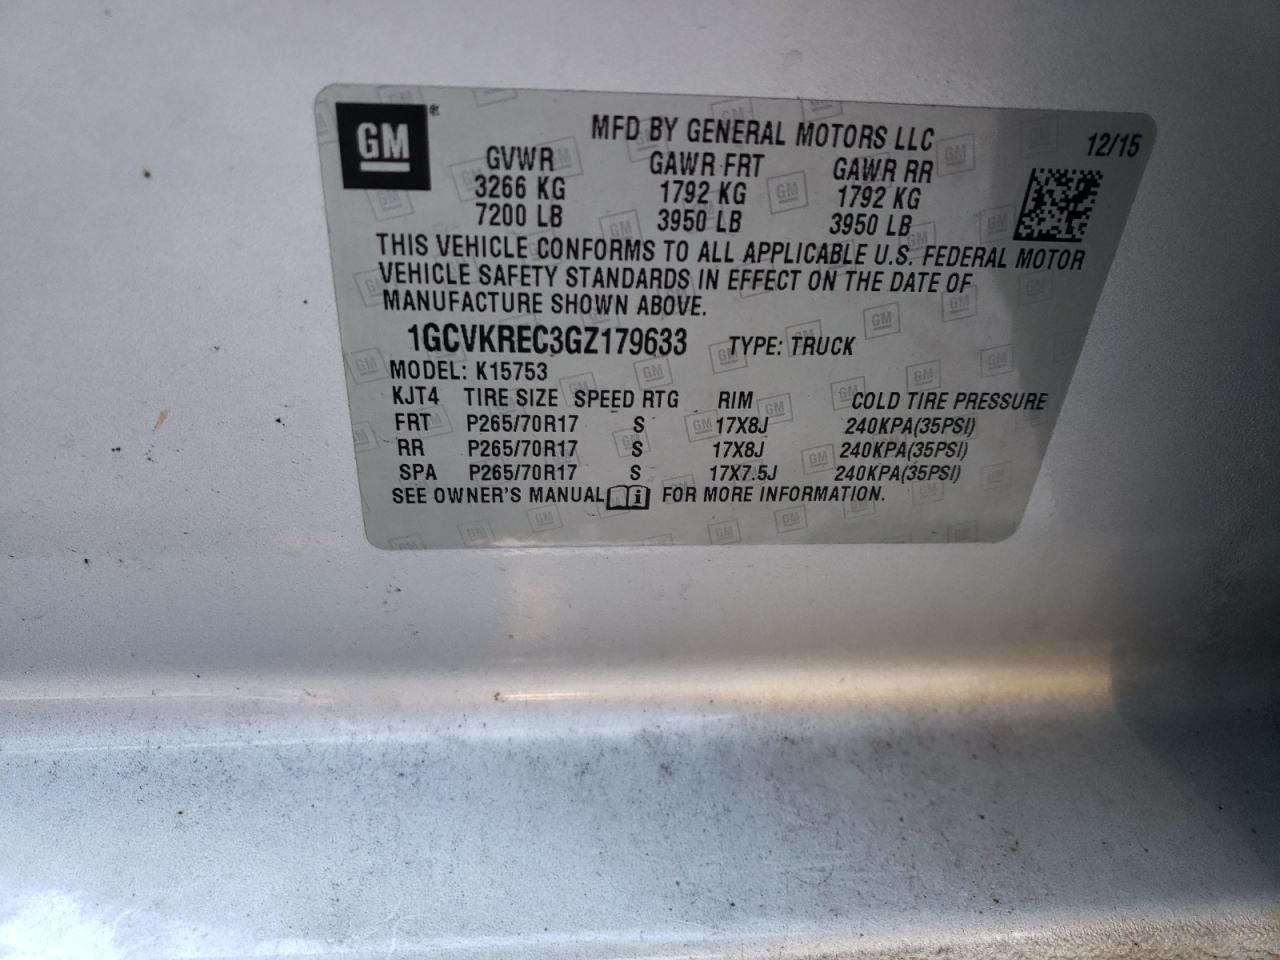 GM®
MFD BY GENERAL MOTORS LLC 12/15
GVWR GAWR FRT GAWR RR
3266 KG 1792 KG 1792 KG
7200 LB 3950 LB 3950 LB
THIS VEHICLE CONFORMS TO ALL APPLICABLE U.S. FEDERAL MOTOR
VEHICLE SAFETY STANDARDS IN EFFECT ON THE DATE OF
MANUFACTURE SHOWN ABOVE.
1GCVKREC3GZ179633 TYPE: TRUCK
MODEL: K15753
KJT4 TIRE SIZE SPEED RTG RIM COLD TIRE PRESSURE
FRT P265/70R17 S 17X8J 240KPA(35PSI)
RR P265/70R17 S 17X8J 240KPA(35PSI)
SPA P265/70R17 S 17X7.5J 240KPA(35PSI)
SEE OWNER'S MANUAL i FOR MORE INFORMATION.